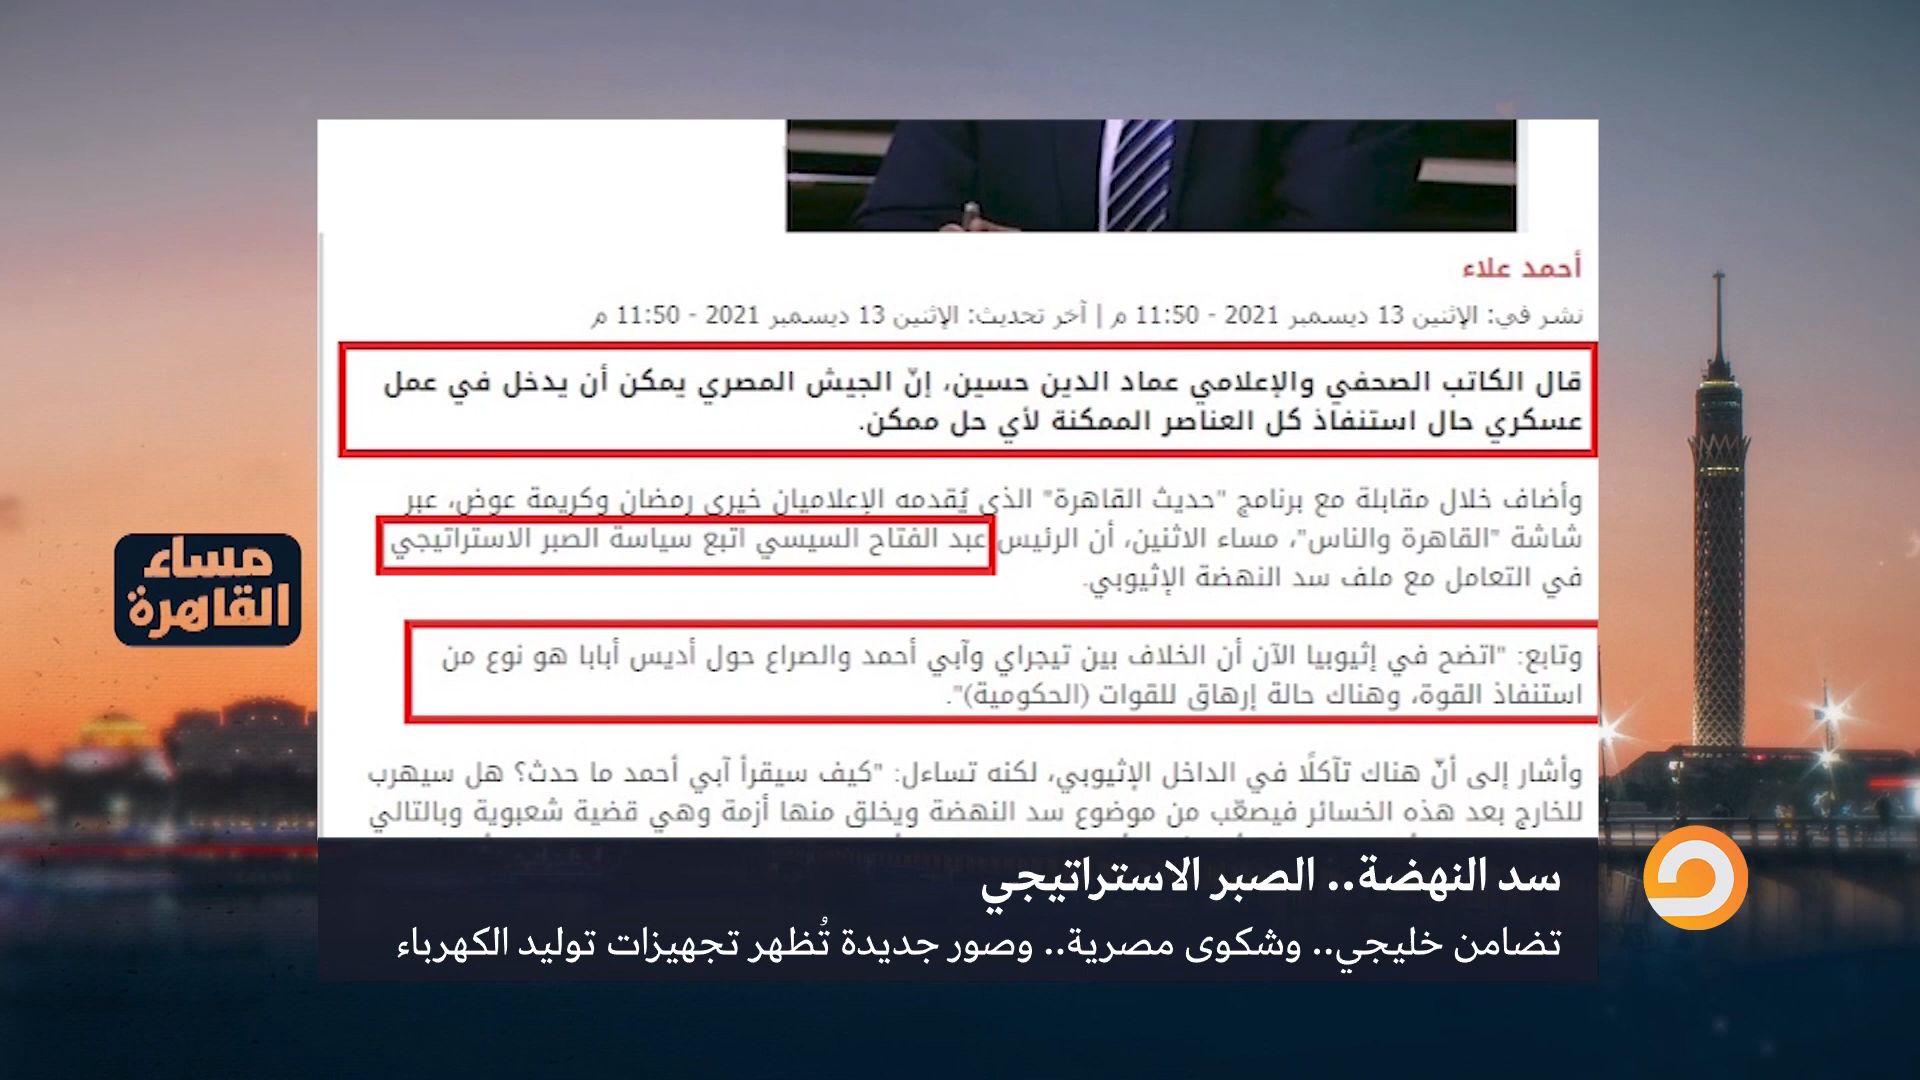 أحمد علاء
نشر في: الإثنين 13 ديسمبر 2021 - 11:50 م | آخر تحديث: الإثنين 13 ديسمبر 2021 - 11:50 م
قال الكاتب الصحفي والإعلامي عماد الدين حسين، إنّ الجيش المصري يمكن أن يدخل في عمل
عسكري حال استنفاذ كل العناصر الممكنة لأي حل ممكن.
وأضاف خلال مقابلة مع برنامج "حديث القاهرة" الذي يُقدمه الإعلاميان خيري رمضان وكريمة عوض، عبر
شاشة "القاهرة والناس"، مساء الاثنين، أن الرئيس عبد الفتاح السيسي اتبع سياسة الصبر الاستراتيجي
في التعامل مع ملف سد النهضة الإثيوبي.
وتابع: "اتضح في إثيوبيا الآن أن الخلاف بين تيجراي وآبي أحمد والصراع حول أديس أبابا هو نوع من
استنفاذ القوة، وهناك حالة إرهاق للقوات (الحكومية)".
وأشار إلى أنّ هناك تآكلًا في الداخل الإثيوبي، لكنه تساءل: "كيف سيقرأ آبي أحمد ما حدث؟ هل سيهرب
للخارج بعد هذه الخسائر فيصعّب من موضوع سد النهضة ويخلق منها أزمة وهي قضية شعبوية وبالتالي
مساء
القاهرة
سد النهضة.. الصبر الاستراتيجي
تضامن خليجي.. وشكوى مصرية.. وصور جديدة تُظهر تجهيزات توليد الكهرباء